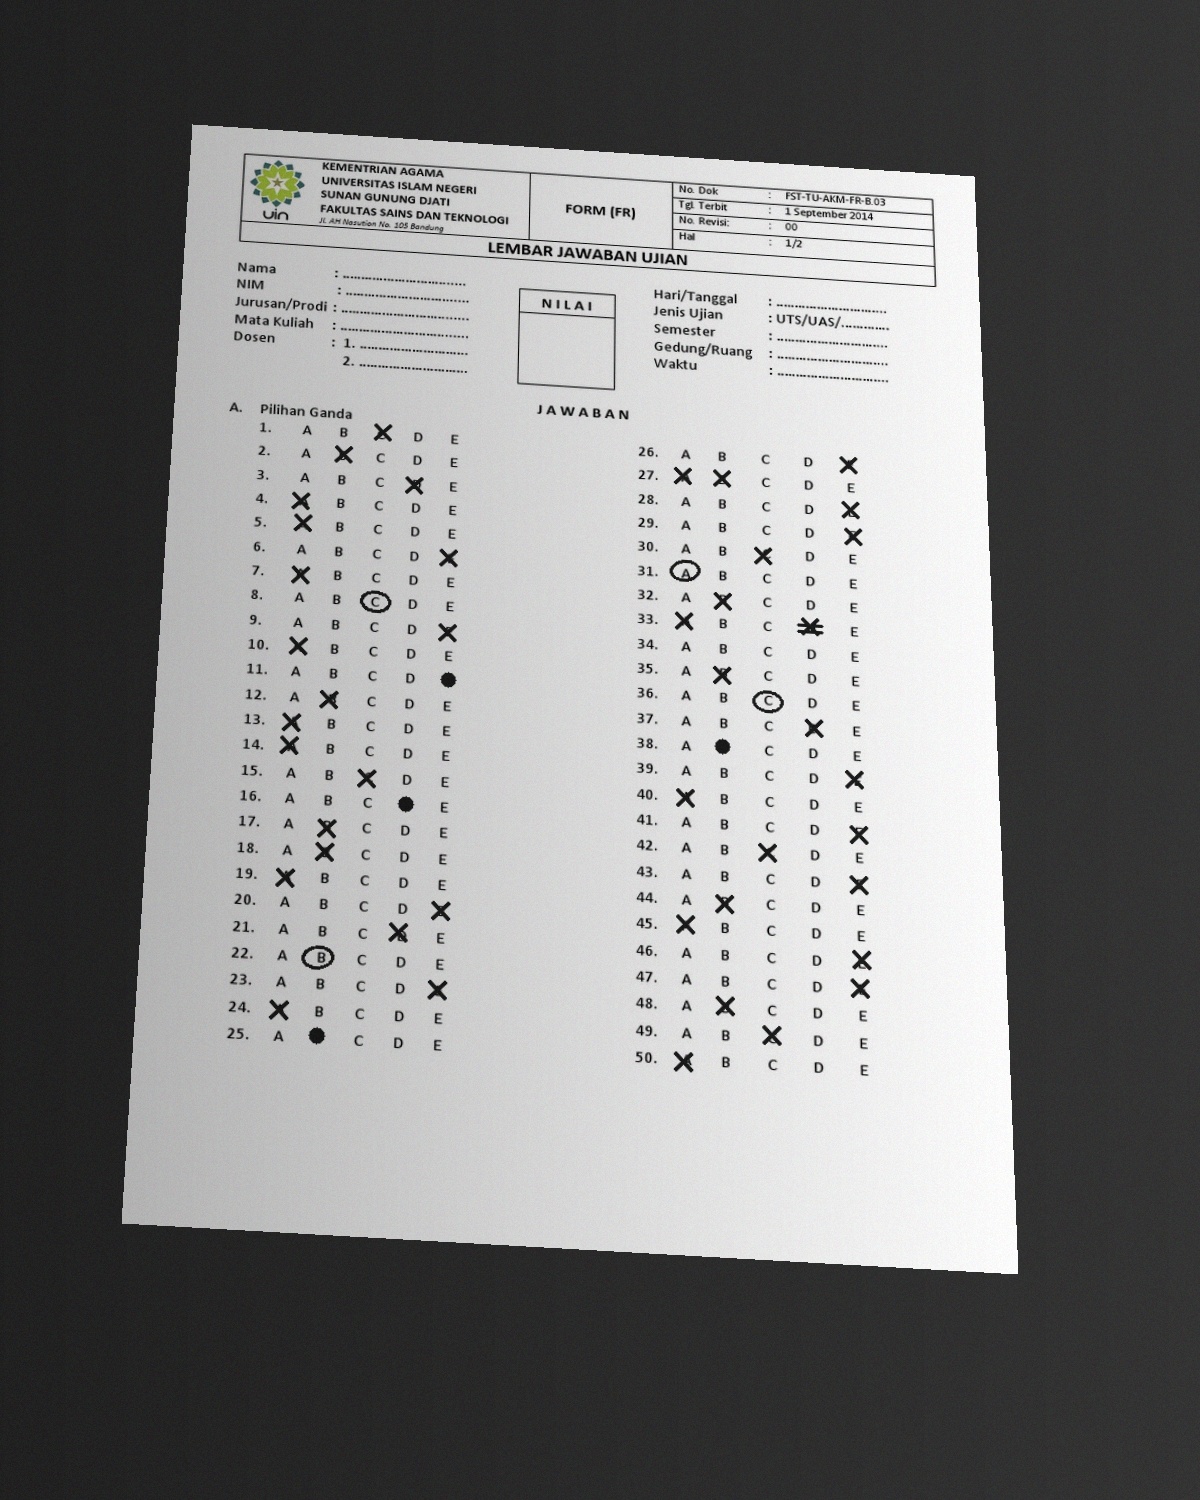 KEMENTRIAN AGAMA
UNIVERSITAS ISLAM NEGERI
SUNAN GUNUNG DJATI
FAKULTAS SAINS DAN TEKNOLOGI
Jl. AH Nasution No. 105 Bandung
uin
FORM (FR)
No. Dok : FST-TU-AKM-FR-B.03
Tgl. Terbit : 1 September 2014
No. Revisi: : 00
Hal : 1/2
LEMBAR JAWABAN UJIAN
Nama : ..............................
NIM : ..............................
Jurusan/Prodi : ..............................
Mata Kuliah : ..............................
Dosen : 1. ..........................
2. ..........................
NILAI
Hari/Tanggal : ..........................
Jenis Ujian : UTS/UAS/............
Semester : ..........................
Gedung/Ruang : ..........................
Waktu : ..........................
JAWABAN
A. Pilihan Ganda
1. A B D E
2. A C D E
3. A B C E
4. B C D E
5. B C D E
6. A B C D
7. B C D E
8. A B C D E
9. A B C D
10. B C D E
11. A B C D
12. A C D E
13. B C D E
14. B C D E
15. A B D E
16. A B C E
17. A C D E
18. A C D E
19. B C D E
20. A B C D
21. A B C E
22. A B C D E
23. A B C D
24. B C D E
25. A C D E
26. A B C D
27. C D E
28. A B C D
29. A B C D
30. A B D E
31. A B C D E
32. A C D E
33. B C E
34. A B C D E
35. A C D E
36. A B C D E
37. A B C E
38. A C D E
39. A B C D
40. B C D E
41. A B C D
42. A B D E
43. A B C D
44. A C D E
45. B C D E
46. A B C D
47. A B C D
48. A C D E
49. A B D E
50. B C D E